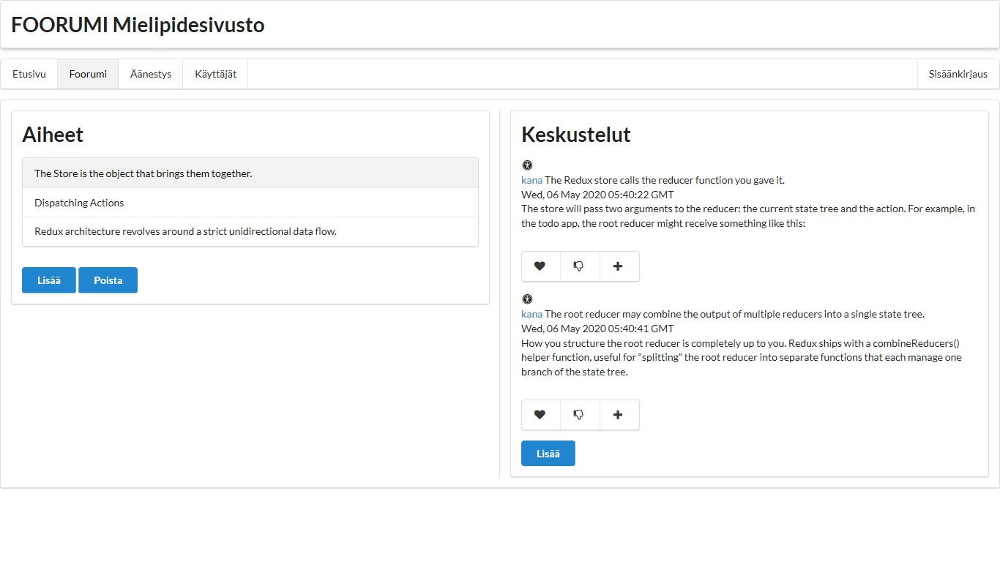 FOORUMI Mielipidesivusto
Etusivu
Foorumi
Äänestys
Käyttäjät
Sisäänkirjaus
Aiheet
The Store is the object that brings them together.
Dispatching Actions
Redux architecture revolves around a strict unidirectional data flow.
Lisää
Poista
Keskustelut
kana The Redux store calls the reducer function you gave it.
Wed, 06 May 2020 05:40:22 GMT
The store will pass two arguments to the reducer: the current state tree and the action. For example, in
the todo app, the root reducer might receive something like this:
kana The root reducer may combine the output of multiple reducers into a single state tree.
Wed, 06 May 2020 05:40:41 GMT
How you structure the root reducer is completely up to you. Redux ships with a combineReducers()
helper function, useful for “splitting” the root reducer into separate functions that each manage one
branch of the state tree.
Lisää